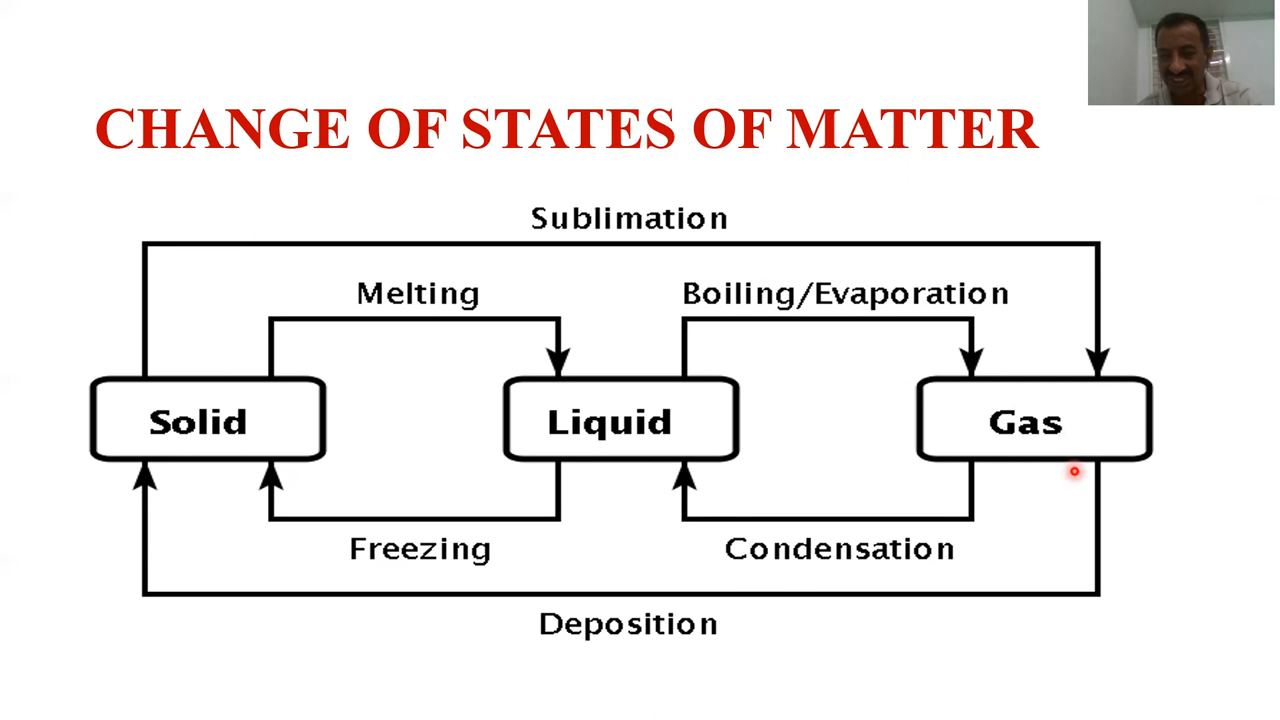 CHANGE OF STATES OF MATTER
Sublimation
Melting
Boiling/Evaporation
Solid
Liquid
Gas
Freezing
Condensation
Deposition